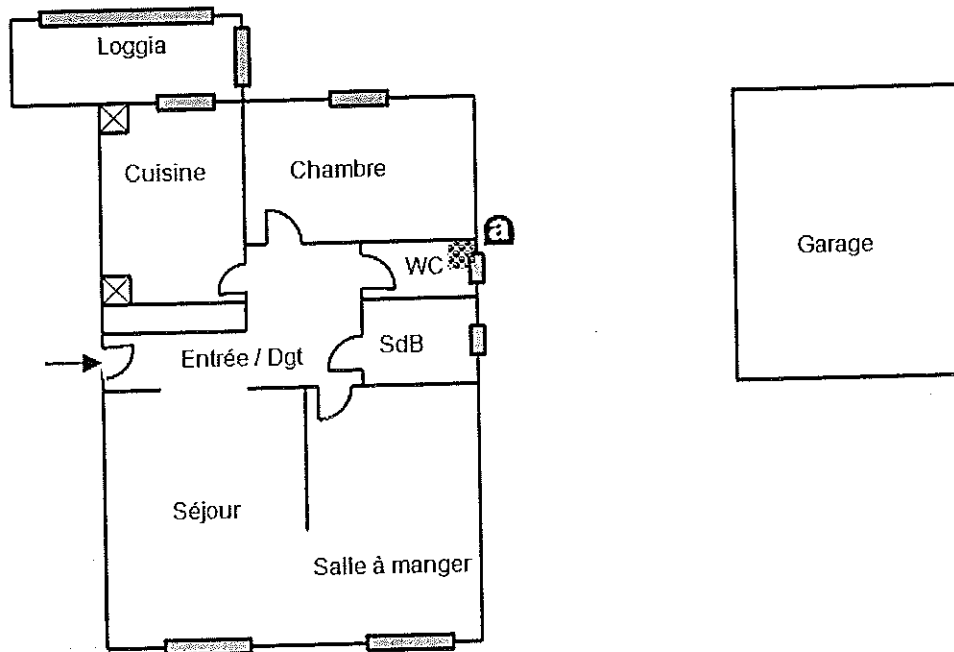 Loggia
Cuisine
Chambre
a
WC
Garage
Entrée / Dgt
SdB
Séjour
Salle à manger